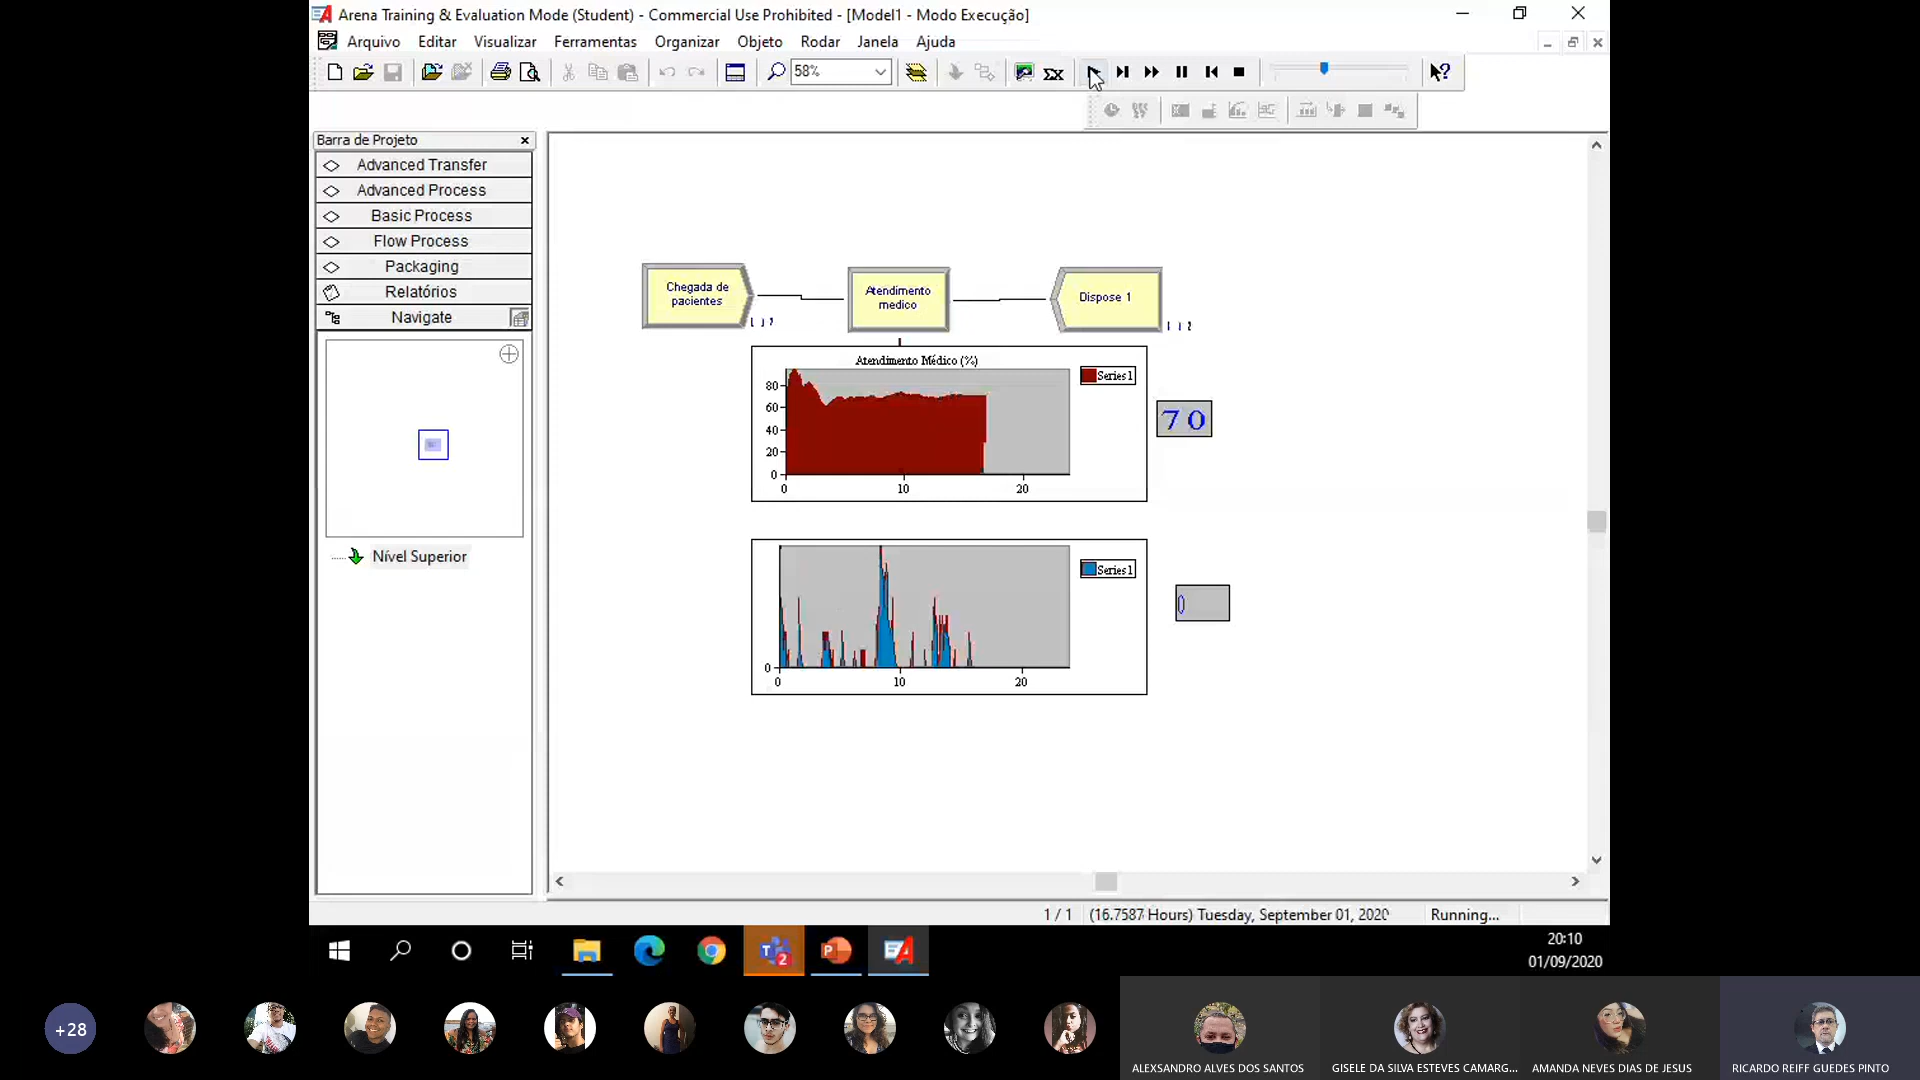 Arena Training & Evaluation Mode (Student) - Commercial Use Prohibited - [Model1 - Modo Execução]
Arquivo Editar Visualizar Ferramentas Organizar Objeto Rodar Janela Ajuda
58%
Barra de Projeto
Advanced Transfer
Advanced Process
Basic Process
Flow Process
Packaging
Relatórios
Navigate
Nível Superior
Chegada de
pacientes
Atendimento
medico
Dispose 1
Atendimento Médico (%)
Series1
80
60
40
20
0
0 10 20
70
Series1
0
0 10 20
0
1 / 1 (16.7587 Hours) Tuesday, September 01, 2020 Running...
2
20:10
01/09/2020
+28
ALEXSANDRO ALVES DOS SANTOS
GISELE DA SILVA ESTEVES CAMARG...
AMANDA NEVES DIAS DE JESUS
RICARDO REIFF GUEDES PINTO